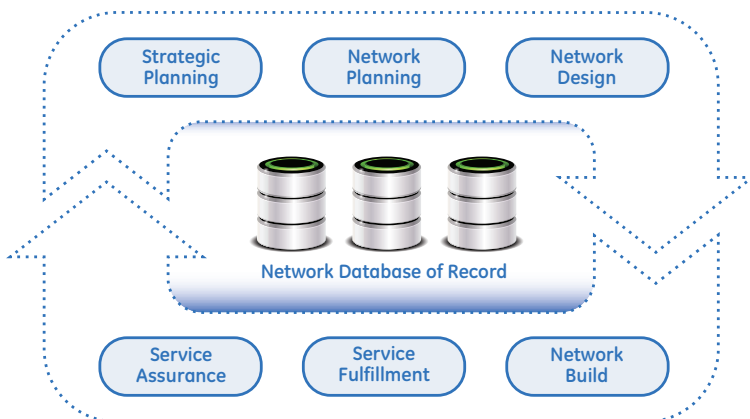 Strategic
Planning
Network
Planning
Network
Design
Network Database of Record
Service
Assurance
Service
Fulfillment
Network
Build